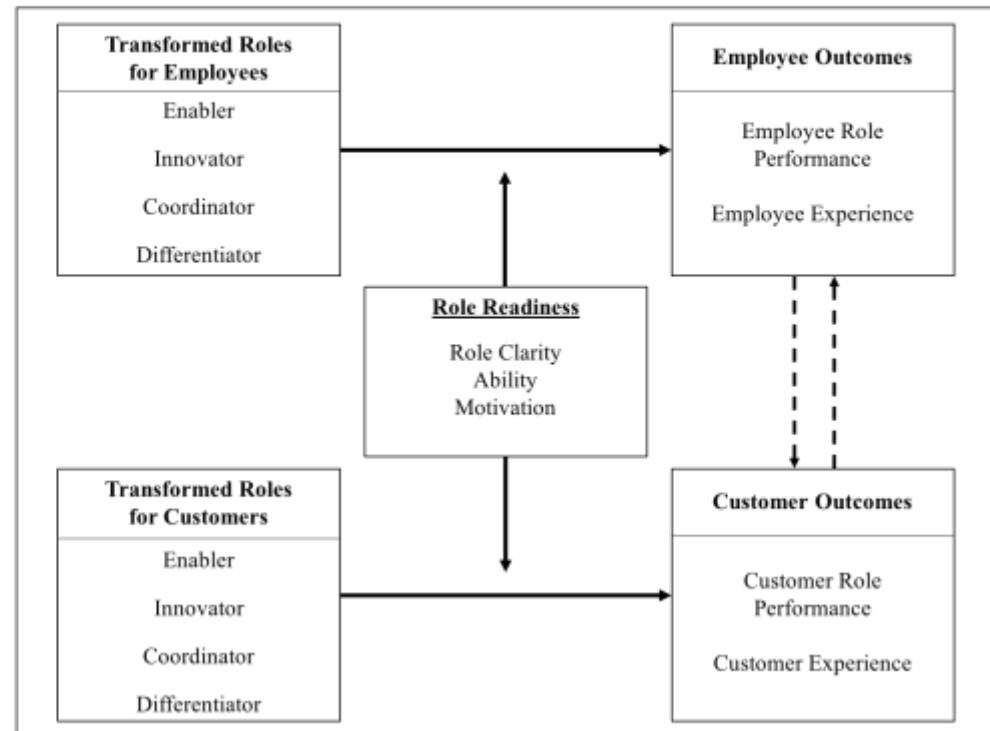 Transformed Roles
for Employees
Enabler
Innovator
Coordinator
Differentiator
Employee Outcomes
Employee Role
Performance
Employee Experience
Role Readiness
Role Clarity
Ability
Motivation
Transformed Roles
for Customers
Enabler
Innovator
Coordinator
Differentiator
Customer Outcomes
Customer Role
Performance
Customer Experience